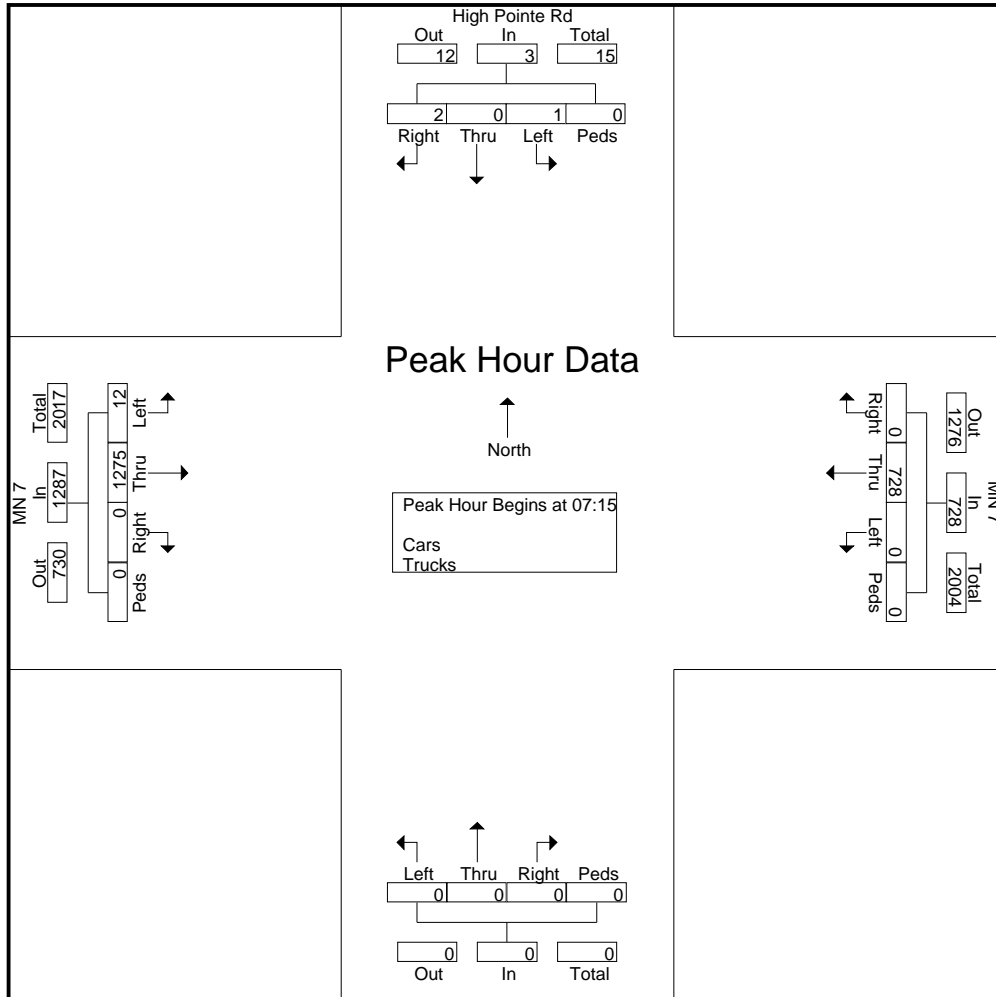 High Pointe Rd
Out In Total
12 3 15
2 0 1 0
Right Thru Left Peds
Peak Hour Data
North
Peak Hour Begins at 07:15
Cars
Trucks
MN 7
Total In Out
2017 1287 730
12 1275 0 0
Left Thru Right Peds
MN 7
Out In Total
1276 728 2004
0 728 0 0
Right Thru Left Peds
Left Thru Right Peds
0 0 0 0
0 0 0
Out In Total